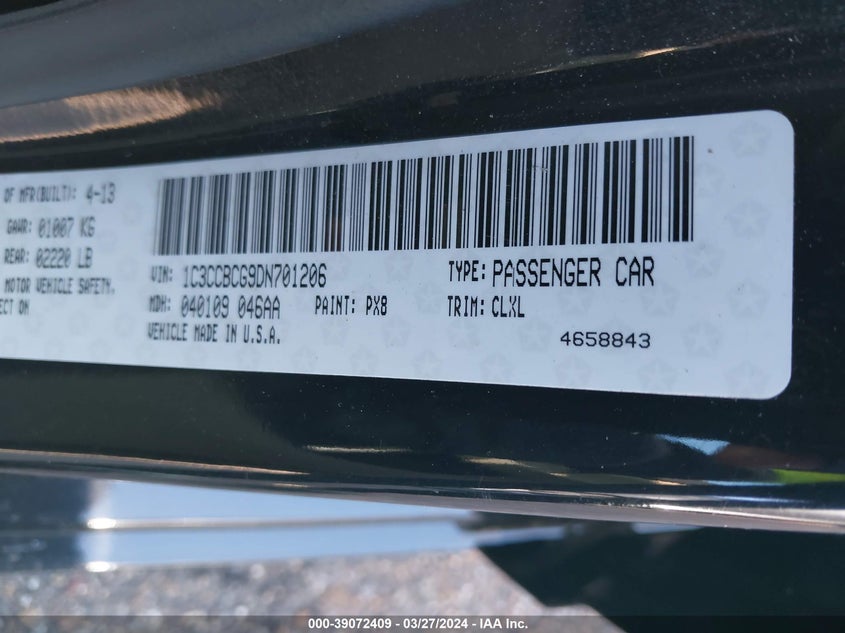 OF MFR(BUILT): 4-13
GAWR: 01007 KG
REAR: 02220 LB
MOTOR VEHICLE SAFETY.
ECT ON
VIN: 1C3CCBCG9DN701206
TYPE: PASSENGER CAR
MDH: 040109 046AA
PAINT: PX8
TRIM: CLXL
VEHICLE MADE IN U.S.A.
4658843
000-39072409 | 03/27/2024 - IAA Inc.